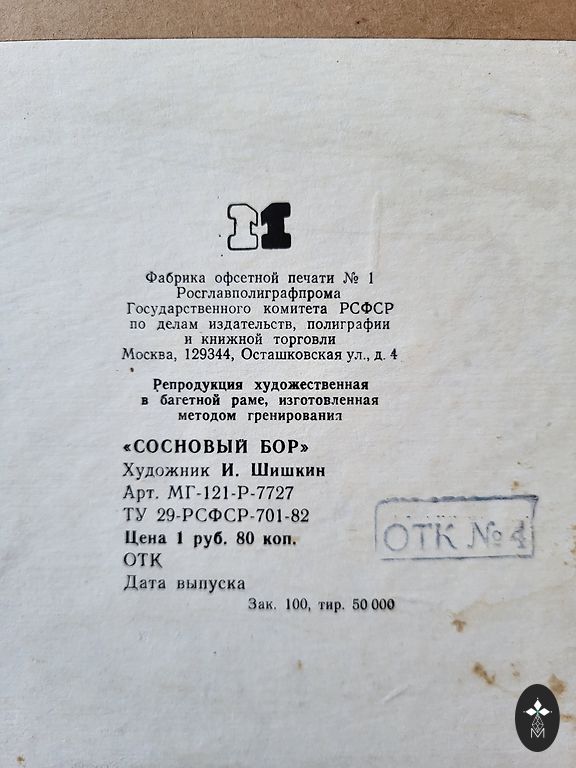 Фабрика офсетной печати № 1
Росглавполиграфпрома
Государственного комитета РСФСР
по делам издательств, полиграфии
и книжной торговли
Москва, 129344, Осташковская ул., д. 4
Репродукция художественная
в багетной раме, изготовленная
методом гренирования
«СОСНОВЫЙ БОР»
Художник И. Шишкин
Арт. МГ-121-Р-7727
ТУ 29-РСФСР-701-82
Цена 1 руб. 80 коп.
ОТК
Дата выпуска
Зак. 100, тир. 50 000
ОТК № 4
М